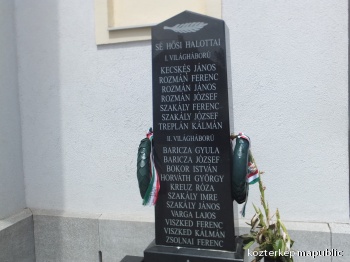 SÉ HŐSI HALOTTAI
I. VILÁGHÁBORÚ
KECSKÉS JÁNOS
ROZMÁN FERENC
ROZMÁN JÁNOS
ROZMÁN JÓZSEF
SZAKÁLY FERENC
SZAKÁLY JÓZSEF
TREPLÁN KÁLMÁN
II. VILÁGHÁBORÚ
BARICZA GYULA
BARICZA JÓZSEF
BOKOR ISTVÁN
HORVÁTH GYÖRGY
KREUZ RÓZA
SZAKÁLY IMRE
SZAKÁLY JÁNOS
VARGA LAJOS
VISZKED FERENC
VISZKED KÁLMÁN
ZSOLNAI FERENC
kozterkep mapublic